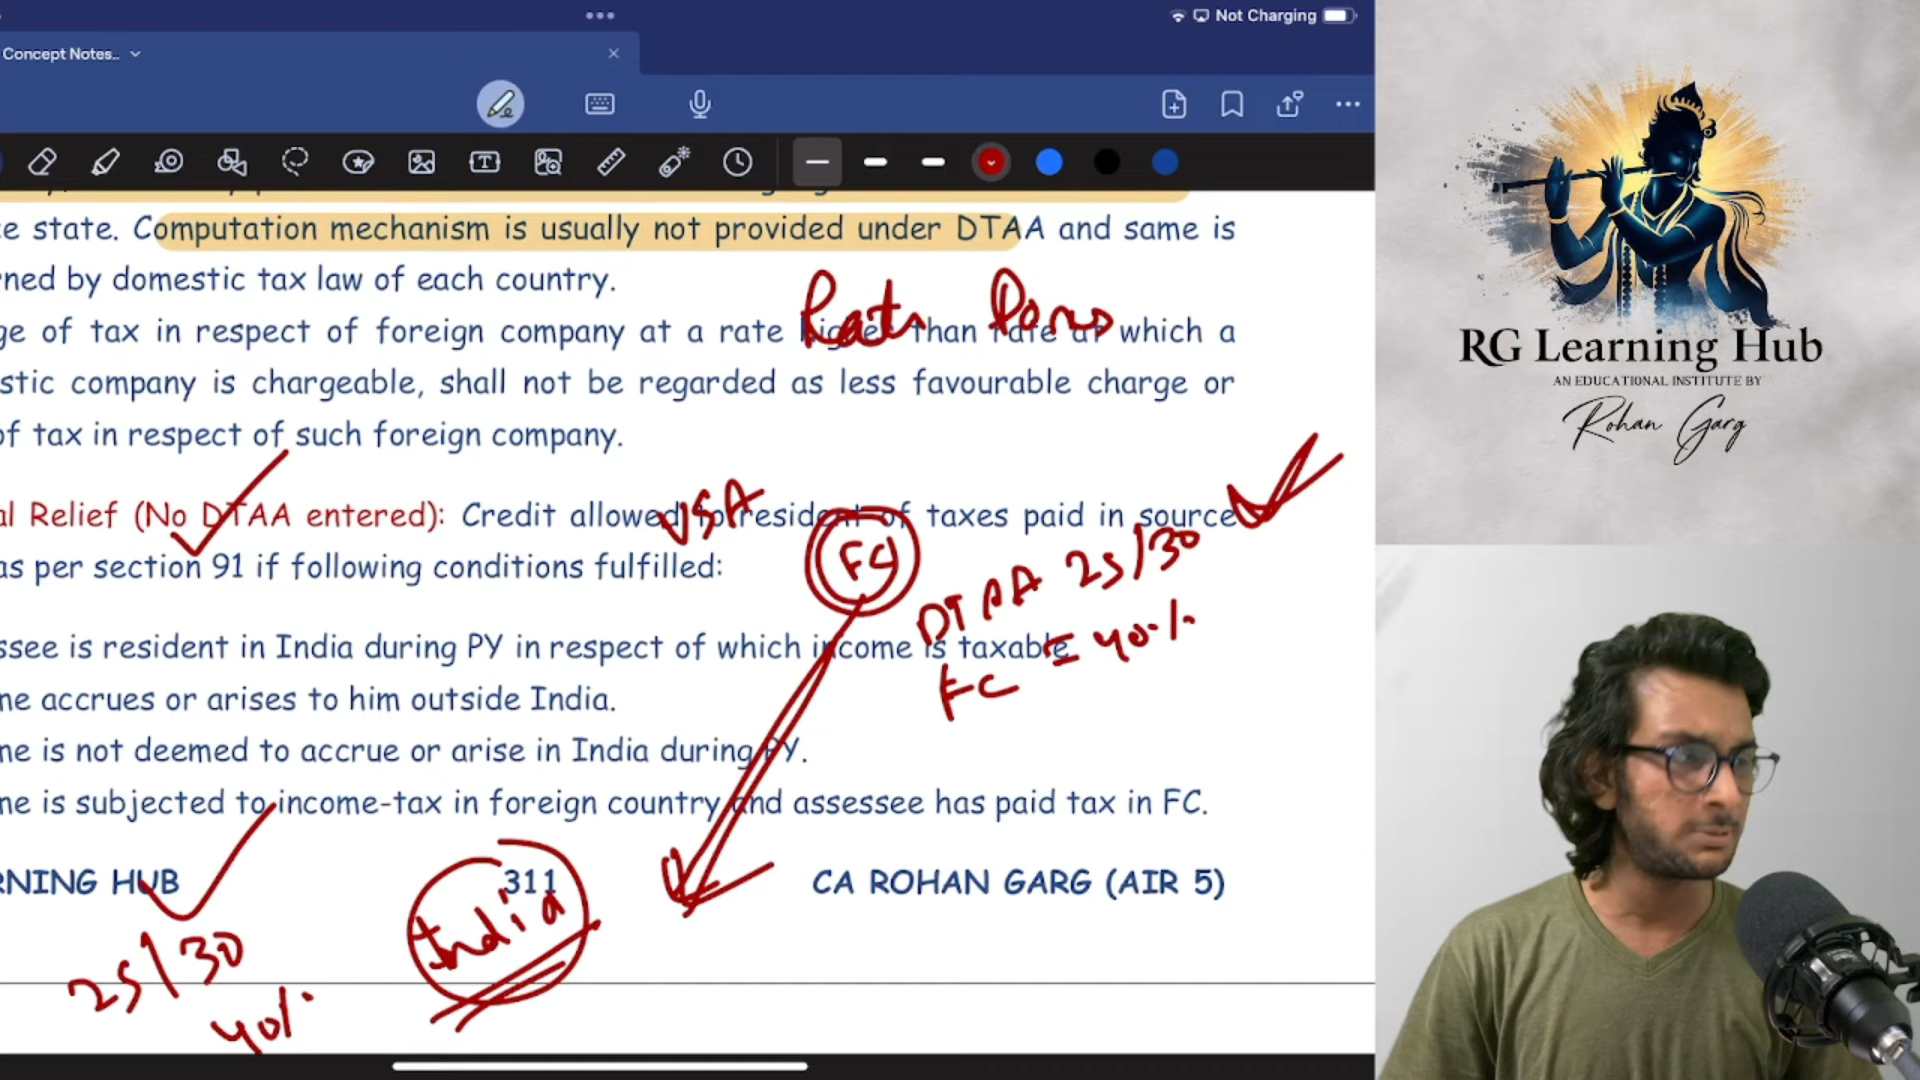 Not Charging
Concept Notes..
e state. Computation mechanism is usually not provided under DTAA and same is
ned by domestic tax law of each country.
ge of tax in respect of foreign company at a rate higher than rate at which a
stic company is chargeable, shall not be regarded as less favourable charge or
of tax in respect of such foreign company.
al Relief (No DTAA entered): Credit allowed to resident of taxes paid in source
as per section 91 if following conditions fulfilled:
ssee is resident in India during PY in respect of which income is taxable.
me accrues or arises to him outside India.
me is not deemed to accrue or arise in India during PY.
me is subjected to income-tax in foreign country and assessee has paid tax in FC.
RNING HUB 311 CA ROHAN GARG (AIR 5)
USA
FC
DTAA 25/30
FC = 40%
India
25/30
40%
RG Learning Hub
AN EDUCATIONAL INSTITUTE BY
Rohan Garg